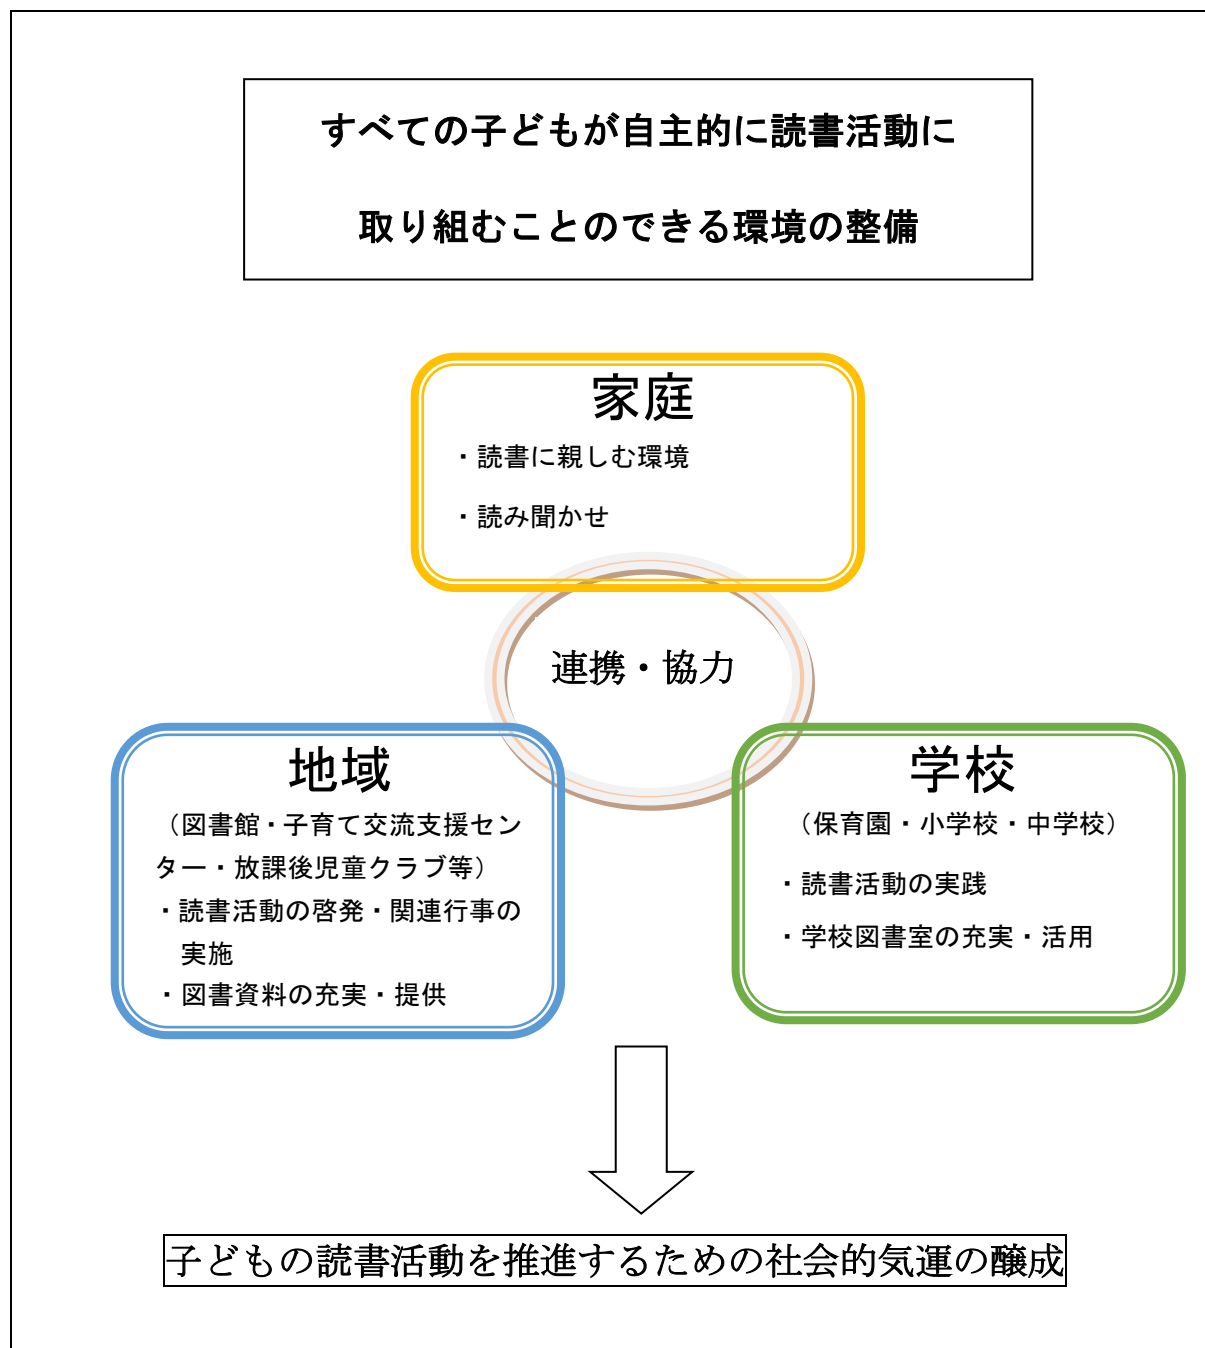 すべての子どもが自主的に読書活動に
取り組むことのできる環境の整備
家庭
・読書に親しむ環境
・読み聞かせ
連携・協力
地域
（図書館・子育て交流支援セン
ター・放課後児童クラブ等）
・読書活動の啓発・関連行事の
実施
・図書資料の充実・提供
学校
（保育園・小学校・中学校）
・読書活動の実践
・学校図書室の充実・活用
子どもの読書活動を推進するための社会的気運の醸成